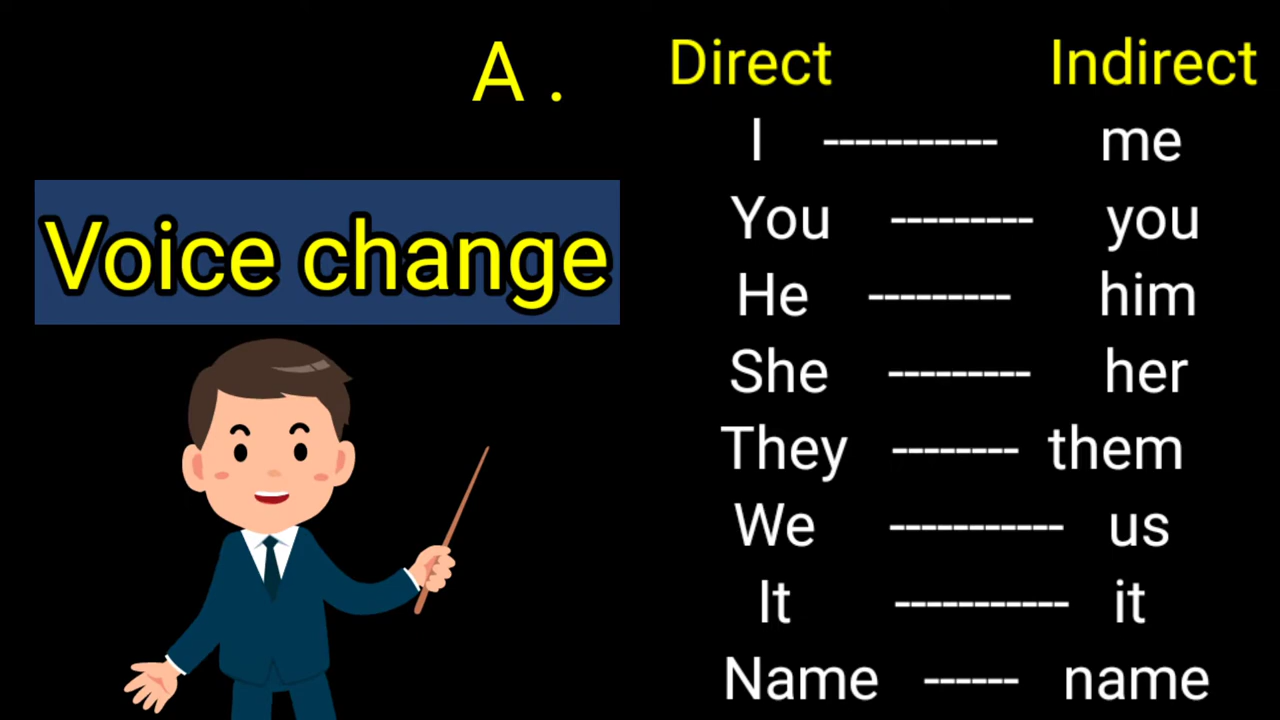 A .
Voice change
Direct Indirect
I ----------- me
You --------- you
He --------- him
She --------- her
They -------- them
We ----------- us
It ----------- it
Name ------ name